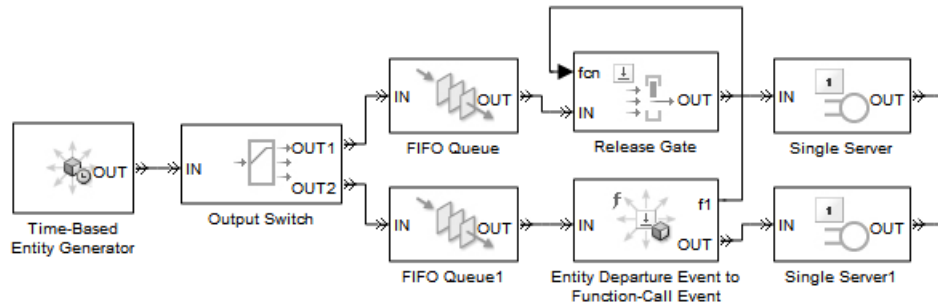 OUT
Time-Based
Entity Generator
IN
OUT1
OUT2
Output Switch
IN
OUT
FIFO Queue
IN
OUT
FIFO Queue1
fcn
IN
OUT
Release Gate
f
IN
f1
OUT
Entity Departure Event to
Function-Call Event
1
IN
OUT
Single Server
1
IN
OUT
Single Server1